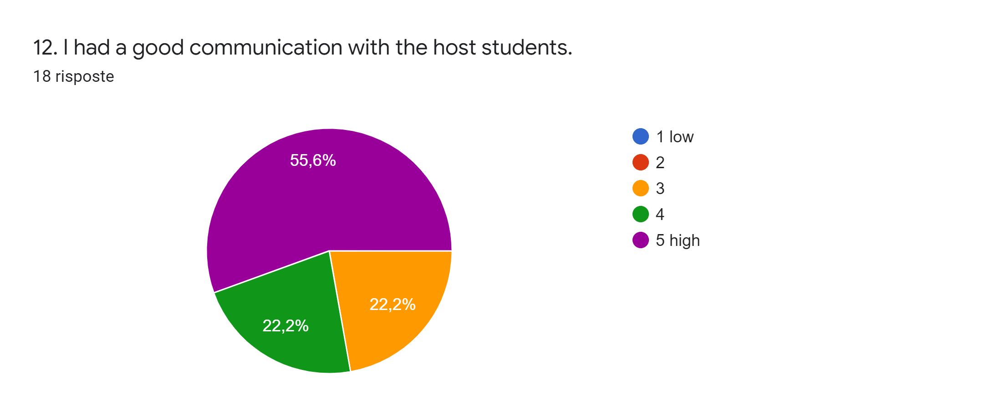 12. I had a good communication with the host students.
18 risposte
55,6%
22,2%
22,2%
1 low
2
3
4
5 high